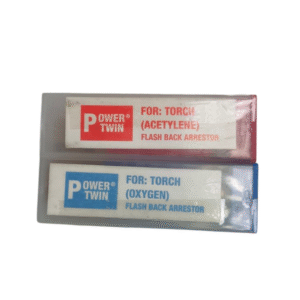 POWER TWIN
FOR: TORCH
(ACETYLENE)
FLASH BACK ARRESTOR
POWER TWIN
FOR: TORCH
(OXYGEN)
FLASH BACK ARRESTOR